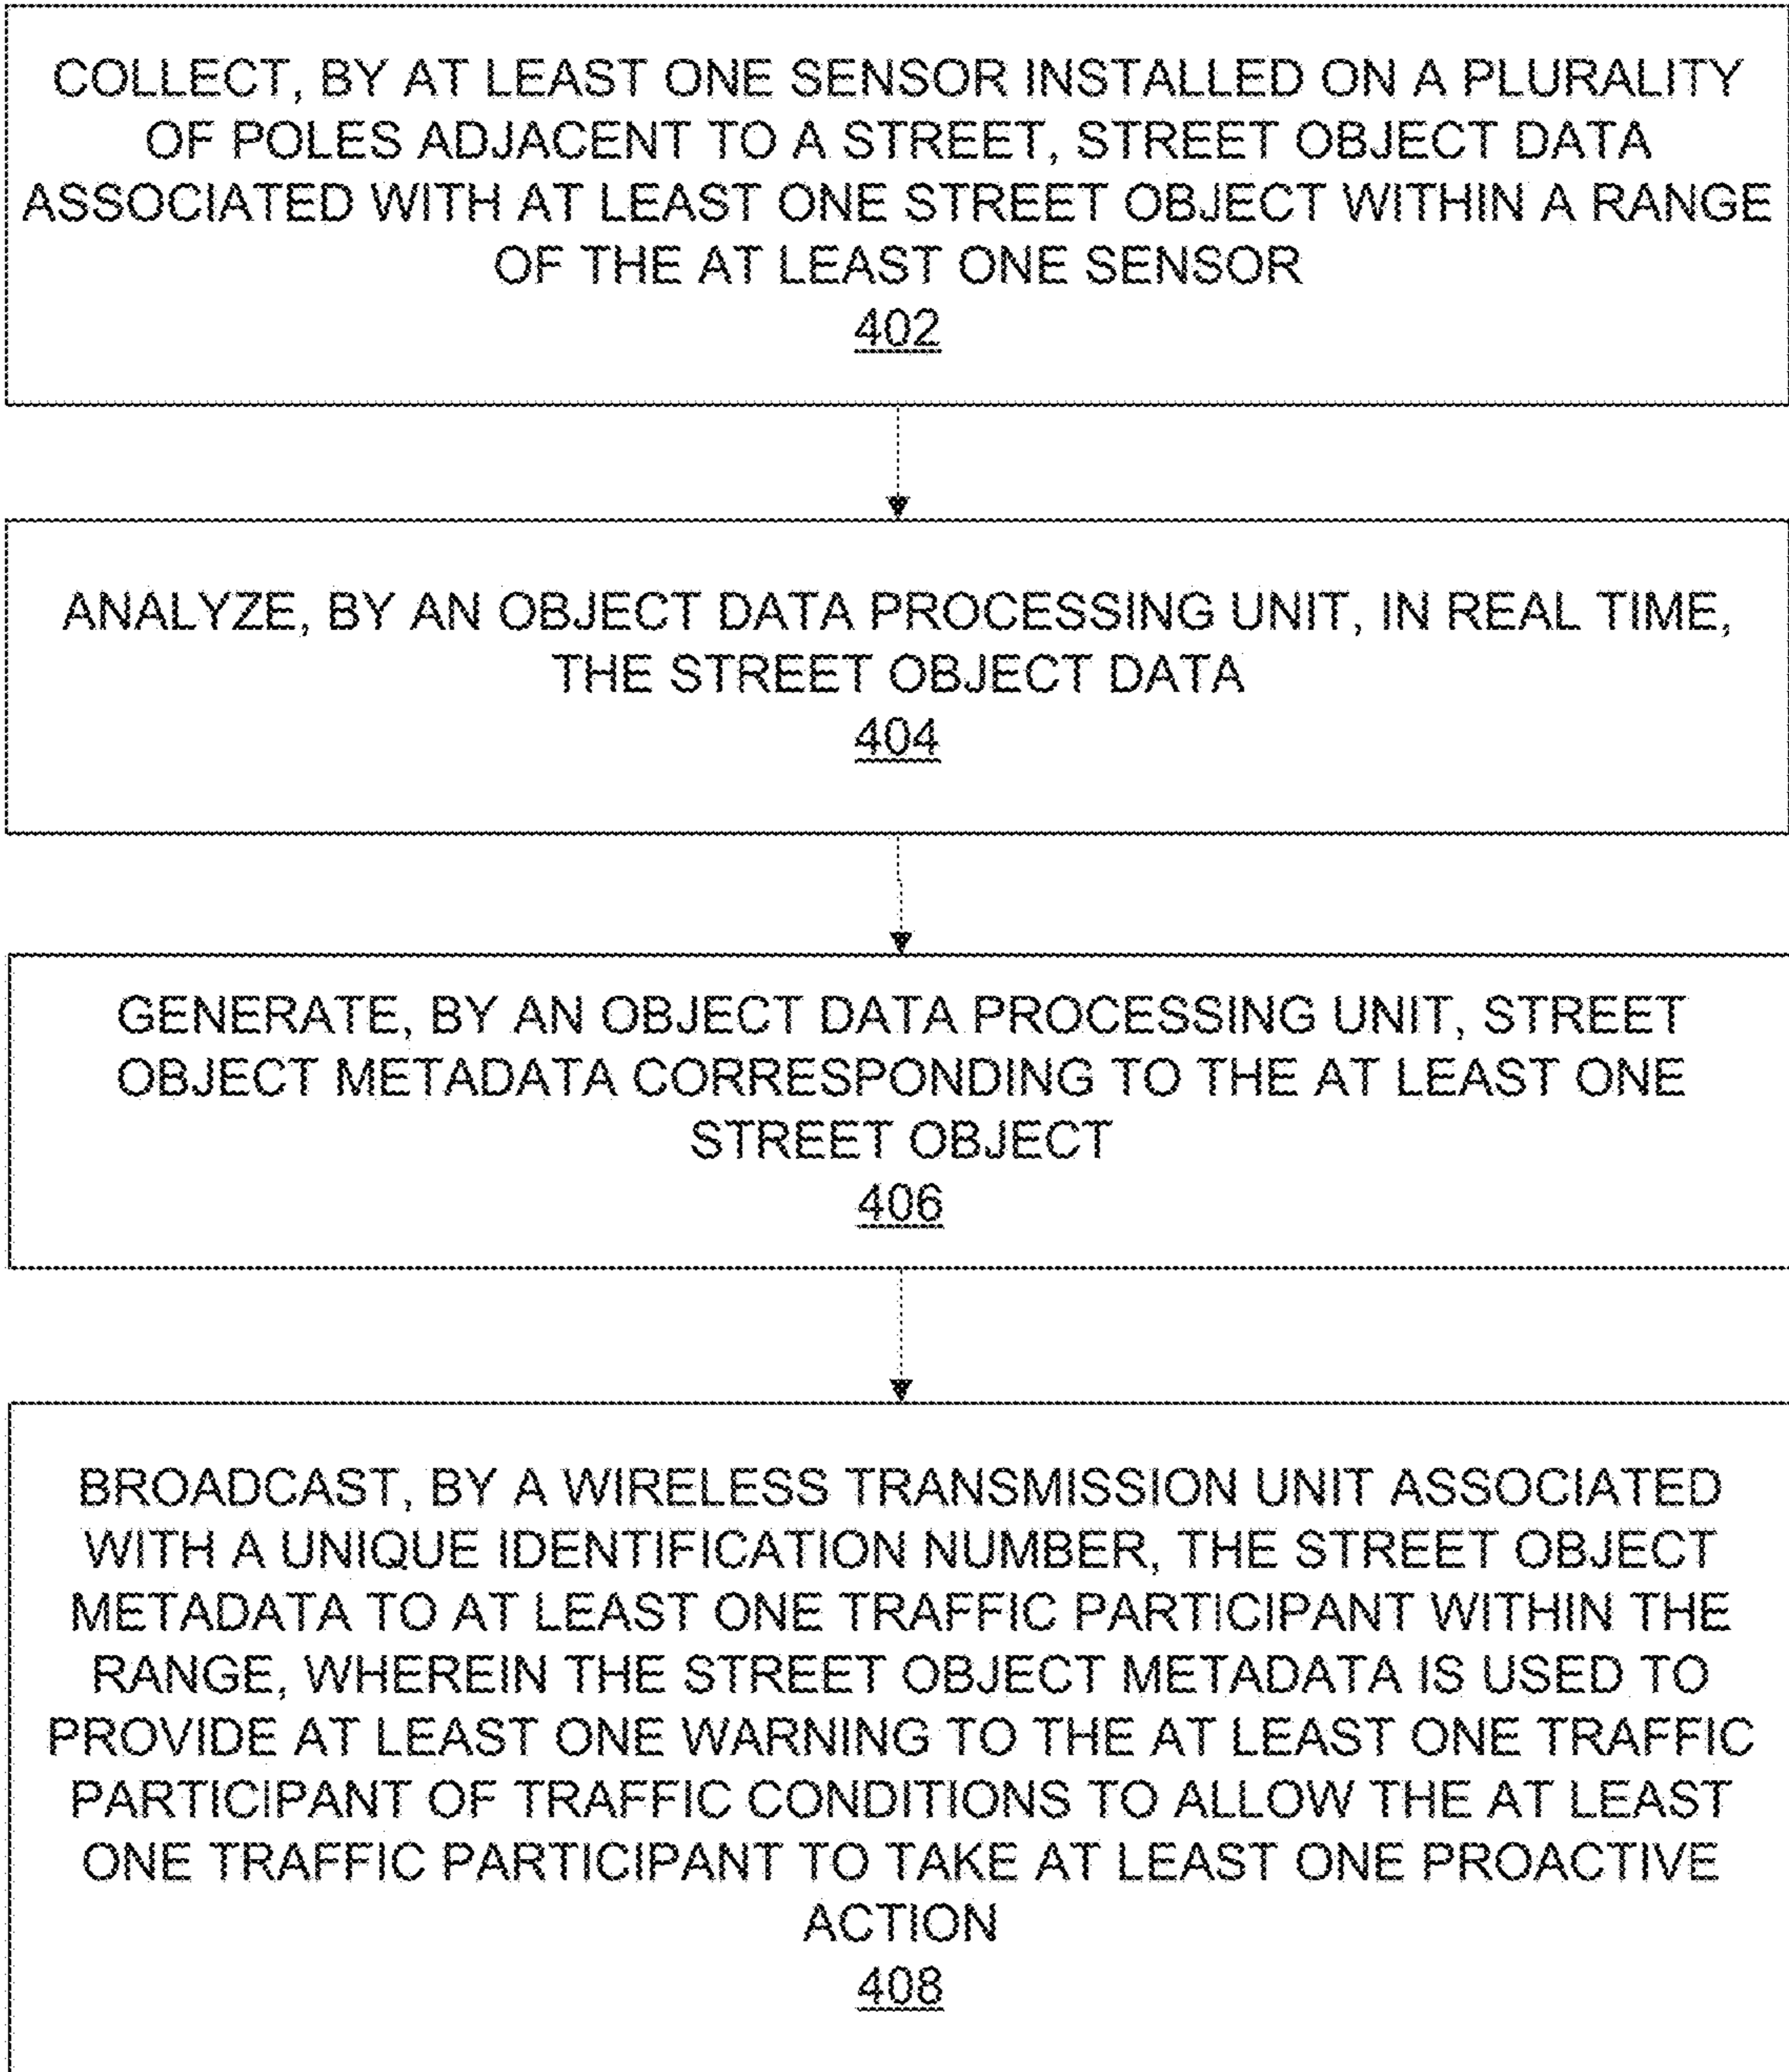 COLLECT, BY AT LEAST ONE SENSOR INSTALLED ON A PLURALITY
OF POLES ADJACENT TO A STREET, STREET OBJECT DATA
ASSOCIATED WITH AT LEAST ONE STREET OBJECT WITHIN A RANGE
OF THE AT LEAST ONE SENSOR
402
ANALYZE, BY AN OBJECT DATA PROCESSING UNIT, IN REAL TIME,
THE STREET OBJECT DATA
404
GENERATE, BY AN OBJECT DATA PROCESSING UNIT, STREET
OBJECT METADATA CORRESPONDING TO THE AT LEAST ONE
STREET OBJECT
406
BROADCAST, BY A WIRELESS TRANSMISSION UNIT ASSOCIATED
WITH A UNIQUE IDENTIFICATION NUMBER, THE STREET OBJECT
METADATA TO AT LEAST ONE TRAFFIC PARTICIPANT WITHIN THE
RANGE, WHEREIN THE STREET OBJECT METADATA IS USED TO
PROVIDE AT LEAST ONE WARNING TO THE AT LEAST ONE TRAFFIC
PARTICIPANT OF TRAFFIC CONDITIONS TO ALLOW THE AT LEAST
ONE TRAFFIC PARTICIPANT TO TAKE AT LEAST ONE PROACTIVE
ACTION
408